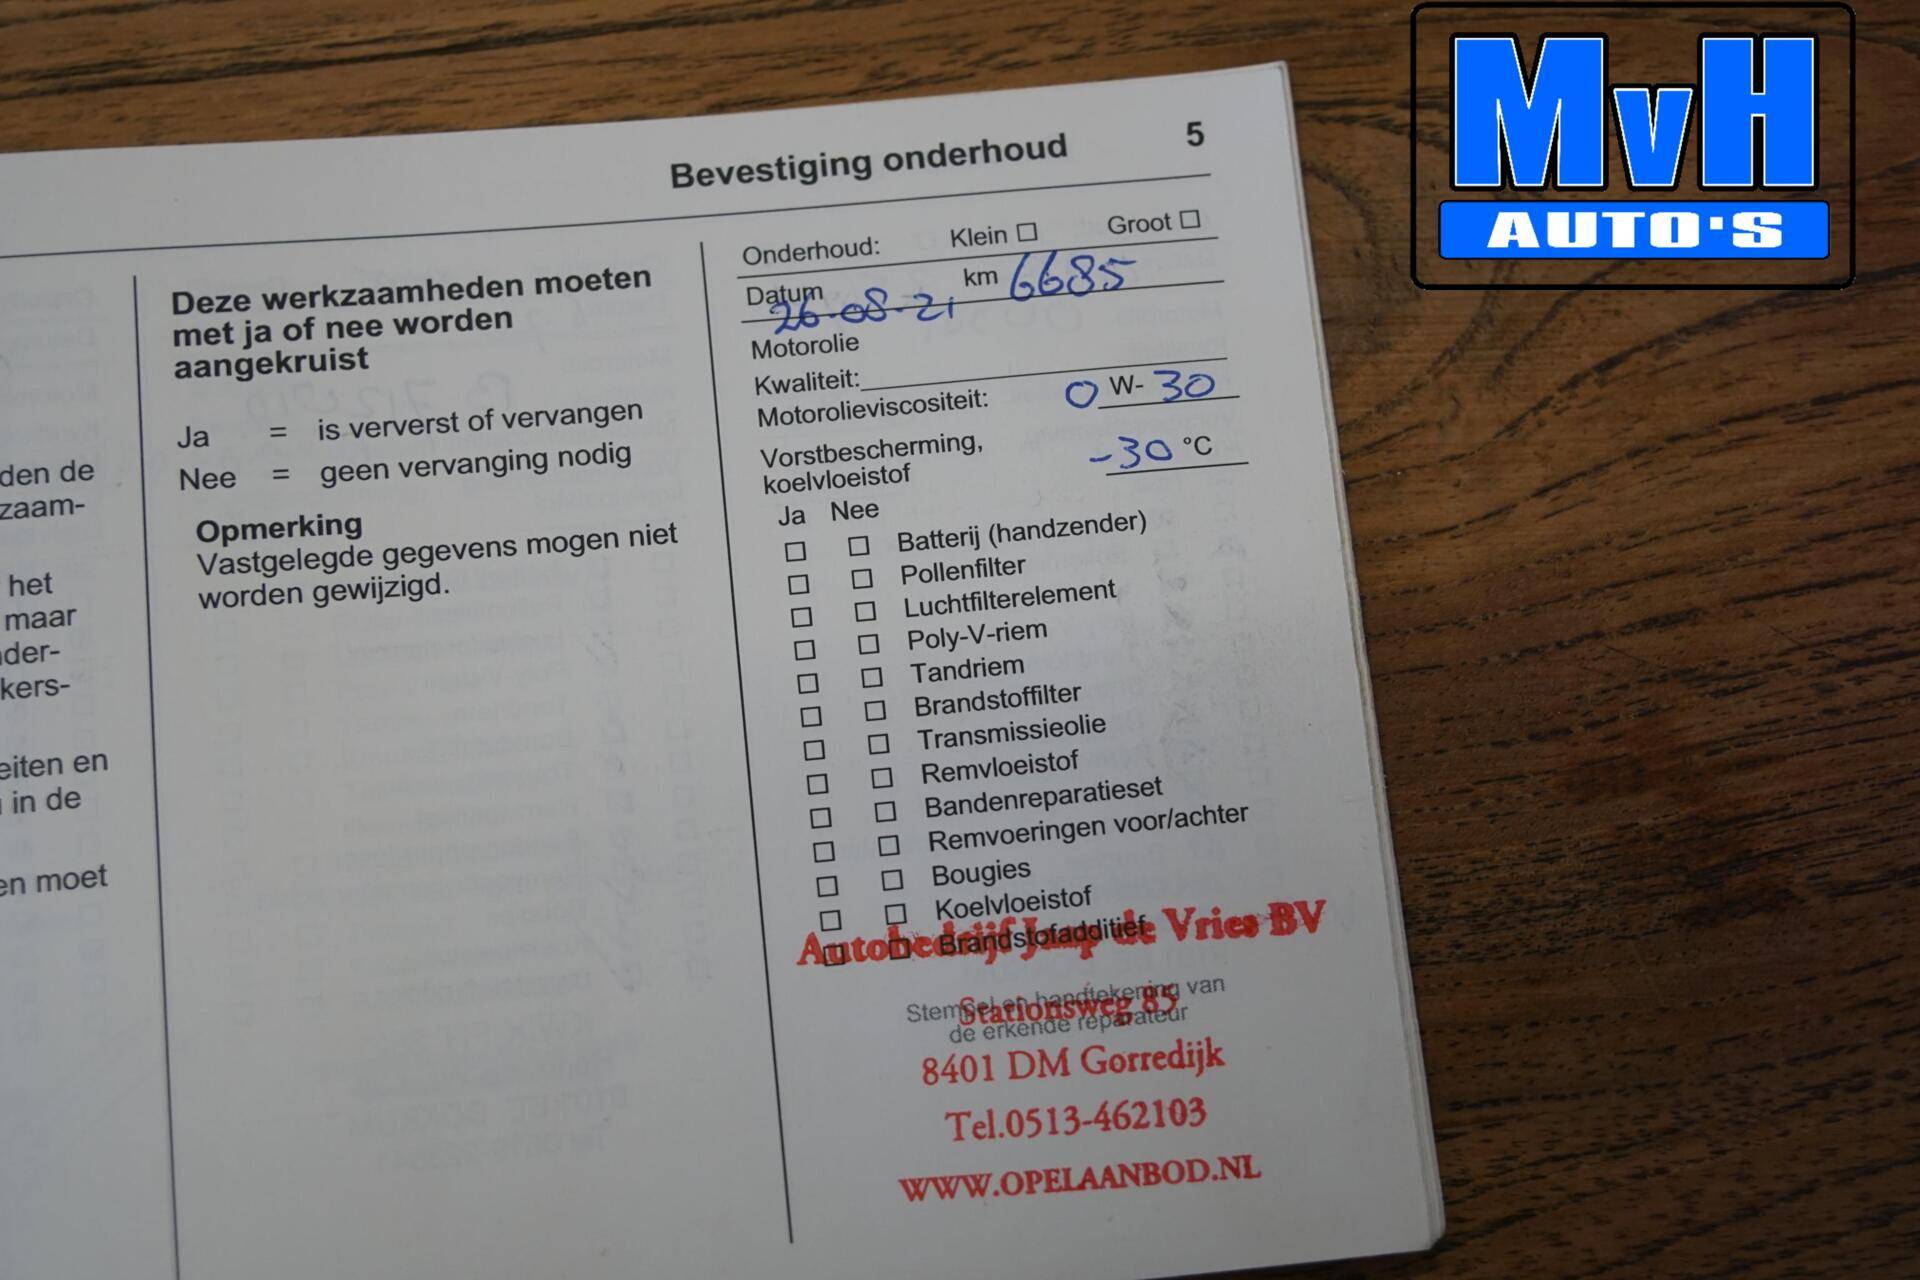 MvH
AUTO'S
Bevestiging onderhoud 5
den de
zaam-
het
maar
nder-
kers-
eiten en
in de
en moet
Deze werkzaamheden moeten
met ja of nee worden
aangekruist
Ja = is ververst of vervangen
Nee = geen vervanging nodig
Opmerking
Vastgelegde gegevens mogen niet
worden gewijzigd.
Onderhoud: Klein □ Groot □
Datum 26-08-21 km 6685
Motorolie
Kwaliteit:
Motorolieviscositeit: 0 W- 30
Vorstbescherming,
koelvloeistof -30 °C
Ja Nee
□ □ Batterij (handzender)
□ □ Pollenfilter
□ □ Luchtfilterelement
□ □ Poly-V-riem
□ □ Tandriem
□ □ Brandstoffilter
□ □ Transmissieolie
□ □ Remvloeistof
□ □ Bandenreparatieset
□ □ Remvoeringen voor/achter
□ □ Bougies
□ □ Koelvloeistof
□ □ Brandstofadditief
Autobedrijf Jaap de Vries BV
Stempel en handtekening van
de erkende reparateur
Stationsweg 85
8401 DM Gorredijk
Tel.0513-462103
WWW.OPELAANBOD.NL